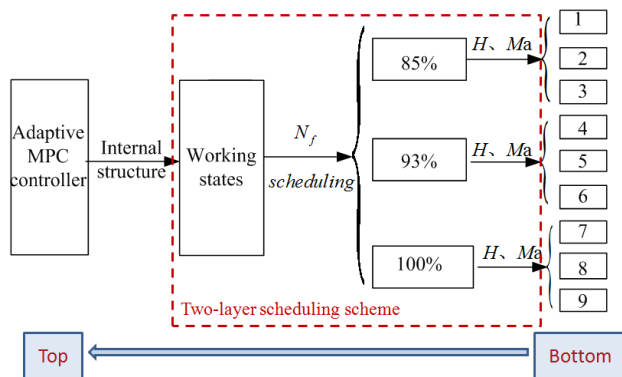 Adaptive
MPC
controller
Internal
structure
Working
states
N_f
scheduling
85%
H、Ma
1
2
3
93%
H、Ma
4
5
6
100%
H、Ma
7
8
9
Two-layer scheduling scheme
Top
Bottom